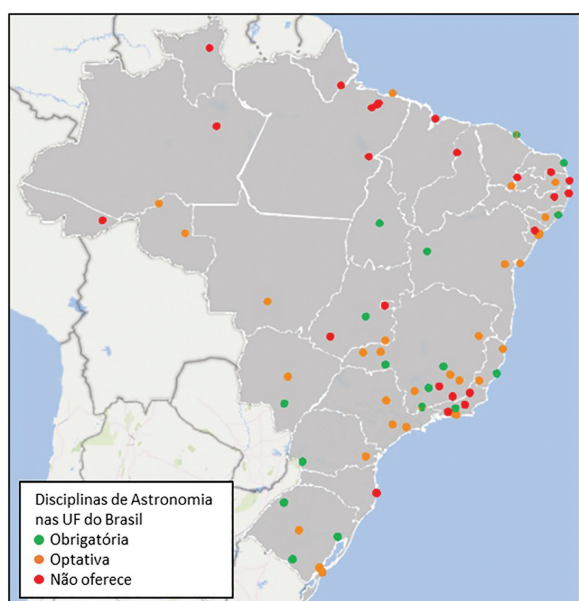 Disciplinas de Astronomia
nas UF do Brasil
Obrigatória
Optativa
Não oferece